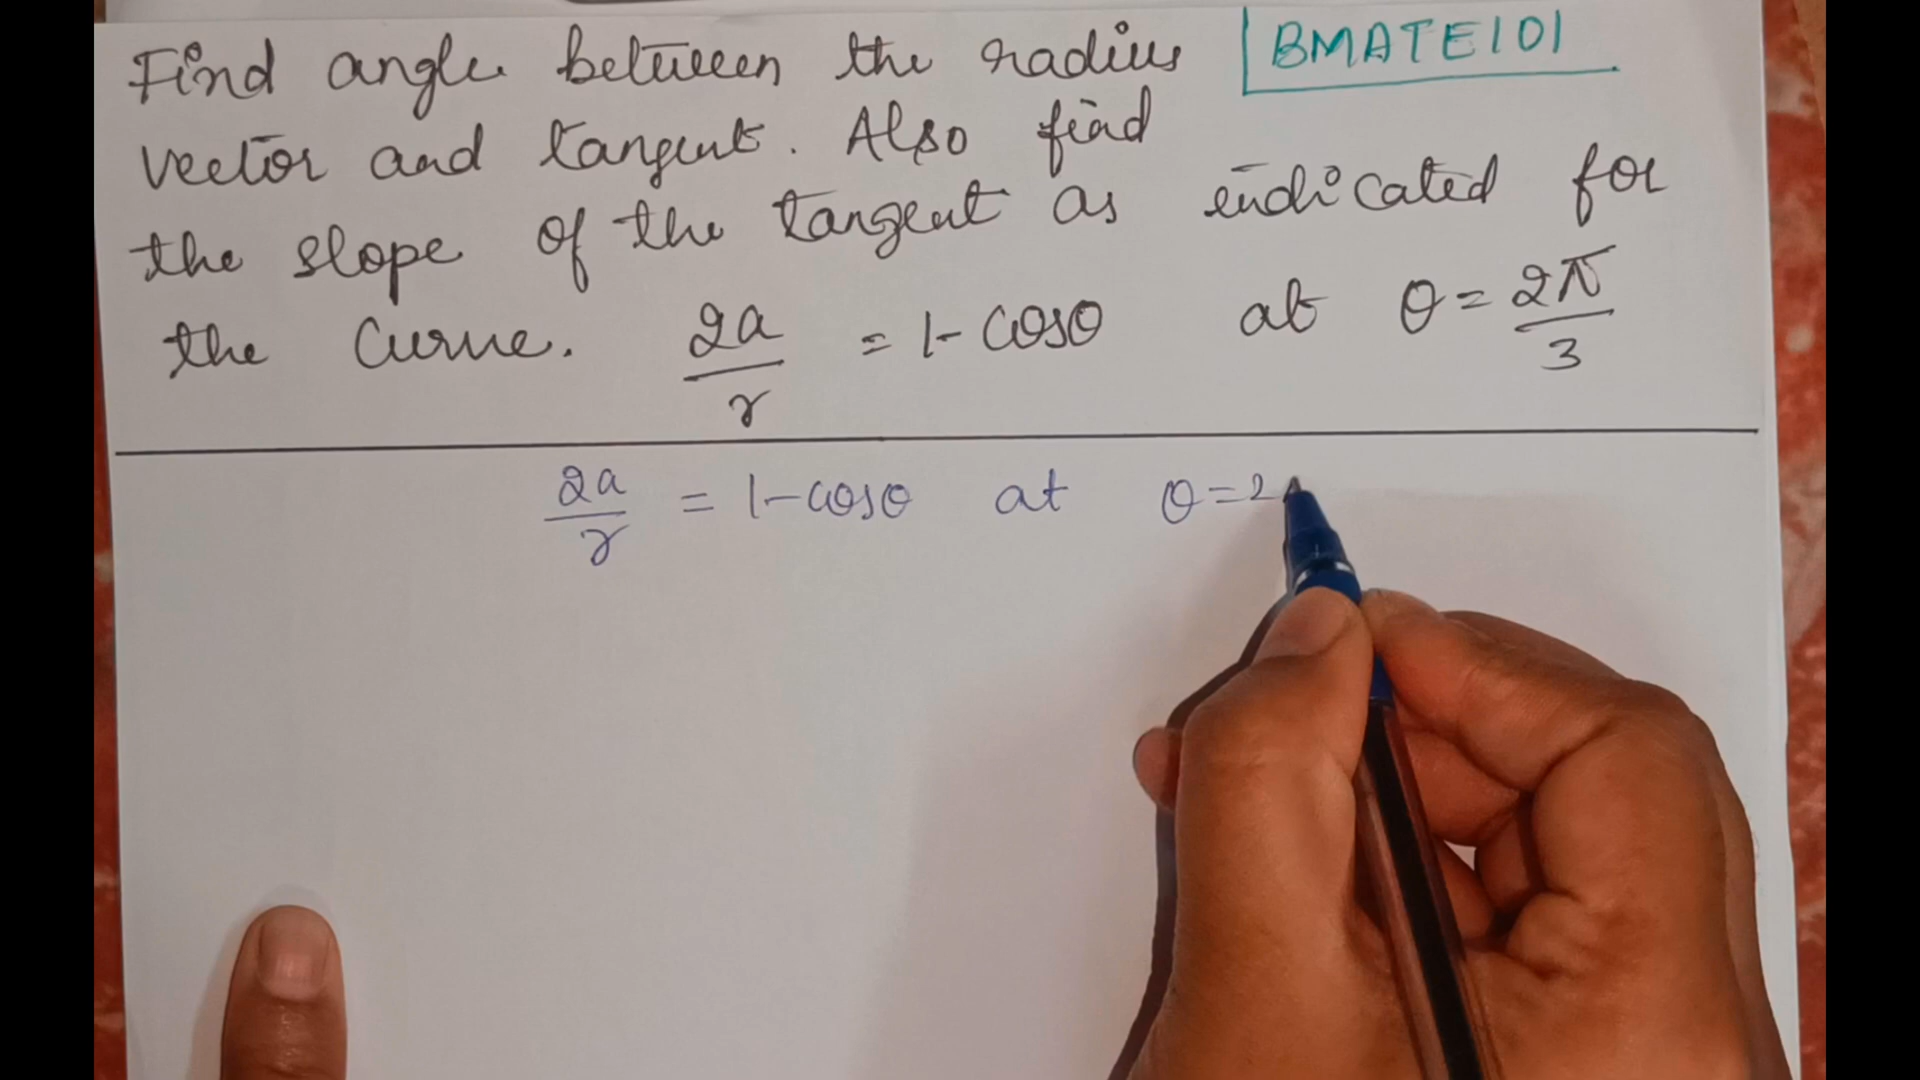 Find angle between the radius
BMATE101
vector and tangent. Also find
the slope of the tangent as indicated for
the curve. 2a/r = 1 - cosθ at θ = 2π/3
2a/r = 1 - cosθ at θ = 2